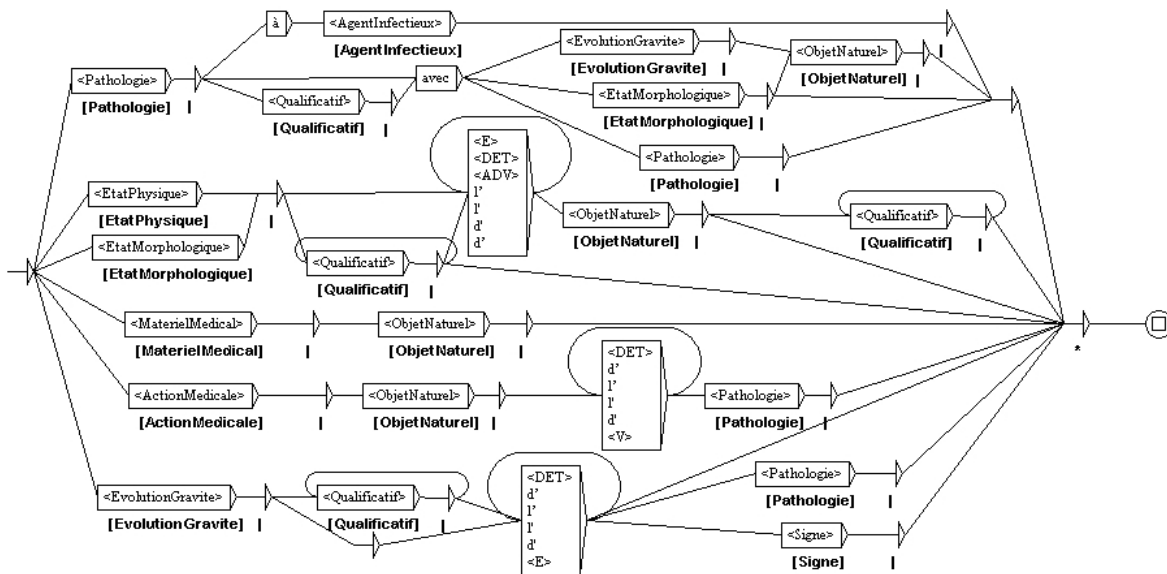 à <AgentInfectieux>
[AgentInfectieux] |
<EvolutionGravite> <ObjetNaturel>
[EvolutionGravite] | [ObjetNaturel] |
<Pathologie> avec
[Pathologie] |
<Qualificatif> <EtatMorphologique>
[Qualificatif] | [EtatMorphologique] |
<Pathologie>
[Pathologie] |
<E>
<DET>
<ADV>
l'
l'
d'
d'
<EtatPhysique>
[EtatPhysique] |
<ObjetNaturel> <Qualificatif>
[ObjetNaturel] | [Qualificatif] |
<EtatMorphologique>
[EtatMorphologique]
<Qualificatif>
[Qualificatif] |
<MaterielMedical> <ObjetNaturel>
[MaterielMedical] | [ObjetNaturel] |
*
<DET>
d'
l'
l'
d'
<V>
<ActionMedicale> <ObjetNaturel> <Pathologie>
[ActionMedicale] | [ObjetNaturel] | [Pathologie] |
<DET>
d'
l'
l'
d'
<E>
<EvolutionGravite> <Qualificatif>
[EvolutionGravite] | [Qualificatif] |
<Pathologie>
[Pathologie] |
<Signe>
[Signe] |